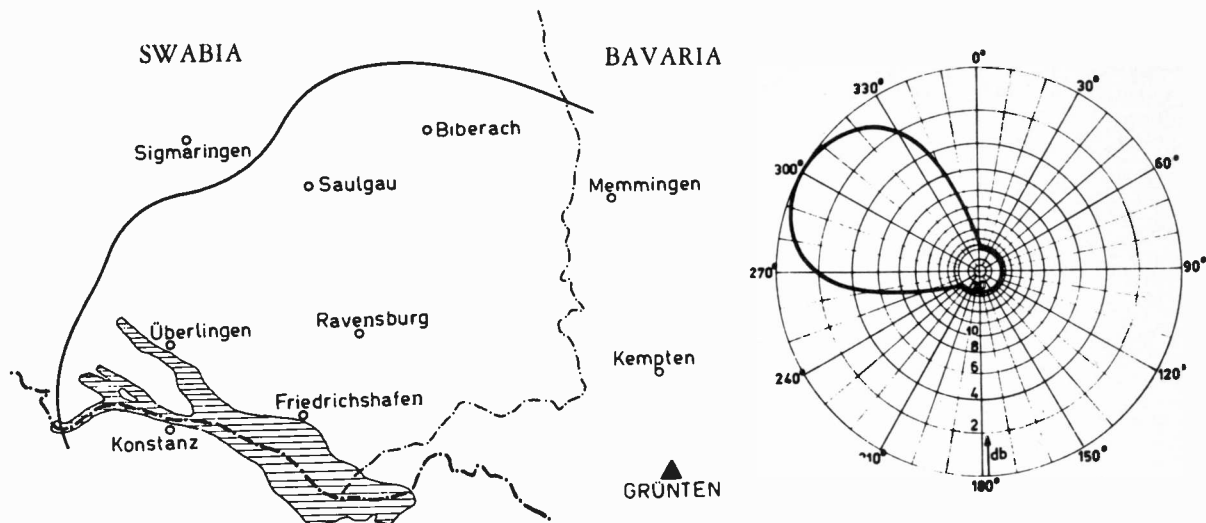 SWABIA
BAVARIA
Biberach
Sigmaringen
Saulgau
Memmingen
Überlingen
Ravensburg
Kempten
Friedrichshafen
Konstanz
GRÜNTEN
0°
330°
30°
300°
60°
270°
90°
240°
120°
210°
150°
180°
10
8
6
4
2
db